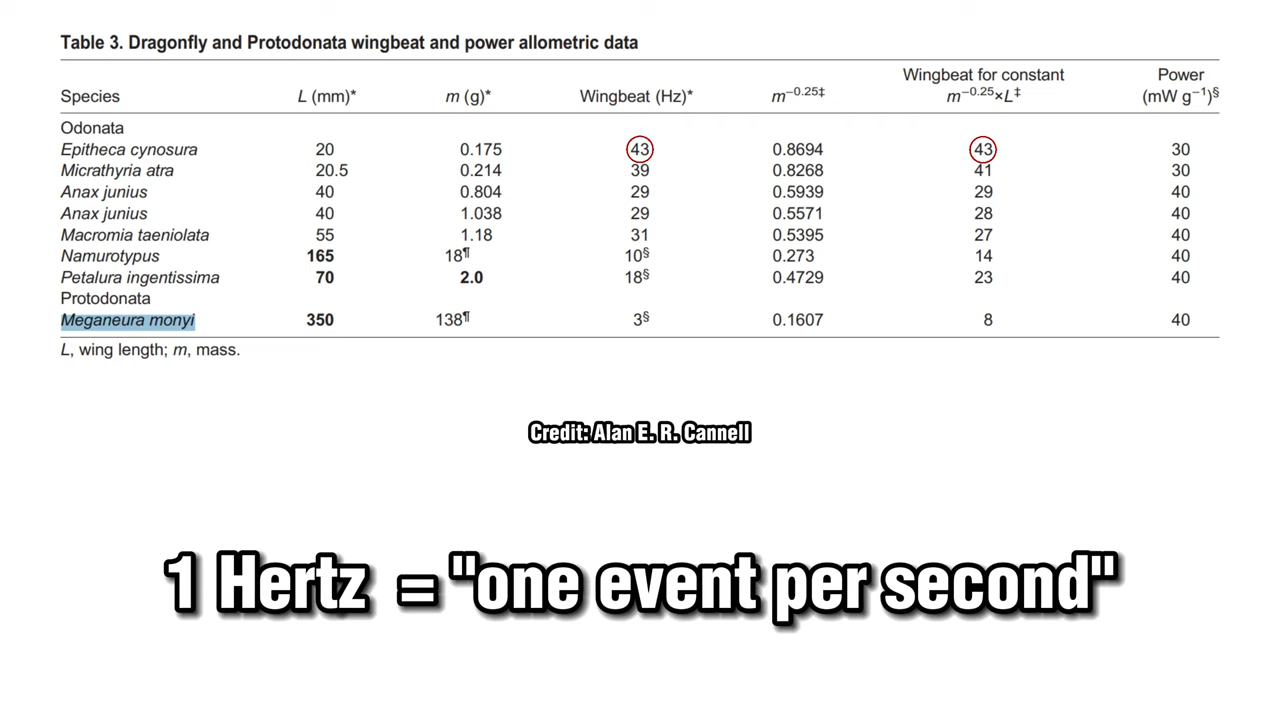 Table 3. Dragonfly and Protodonata wingbeat and power allometric data
Wingbeat for constant Power
Species L (mm)* m (g)* Wingbeat (Hz)* m⁻⁰·²⁵‡ m⁻⁰·²⁵×L‡ (mW g⁻¹)§
Odonata
Epitheca cynosura 20 0.175 43 0.8694 43 30
Micrathyria atra 20.5 0.214 39 0.8268 41 30
Anax junius 40 0.804 29 0.5939 29 40
Anax junius 40 1.038 29 0.5571 28 40
Macromia taeniolata 55 1.18 31 0.5395 27 40
Namurotypus 165 18¶ 10§ 0.273 14 40
Petalura ingentissima 70 2.0 18§ 0.4729 23 40
Protodonata
Meganeura monyi 350 138¶ 3§ 0.1607 8 40
L, wing length; m, mass.
Credit: Alan E. R. Cannell
1 Hertz = "one event per second"